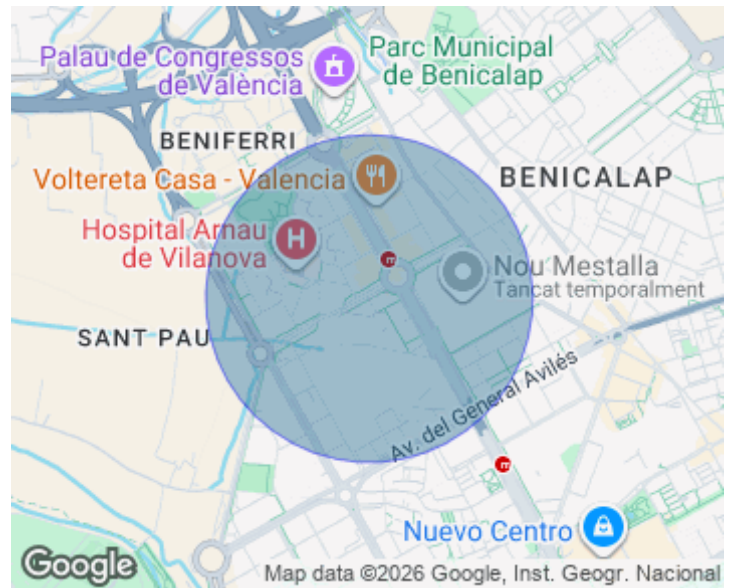 Palau de Congressos
de València
Parc Municipal
de Benicalap
BENIFERRI
Voltereta Casa - Valencia
BENICALAP
Hospital Arnau
de Vilanova
H
Nou Mestalla
Tancat temporalment
SANT PAU
Av. del General Avilés
Nuevo Centro
Google
Map data ©2026 Google, Inst. Geogr. Nacional